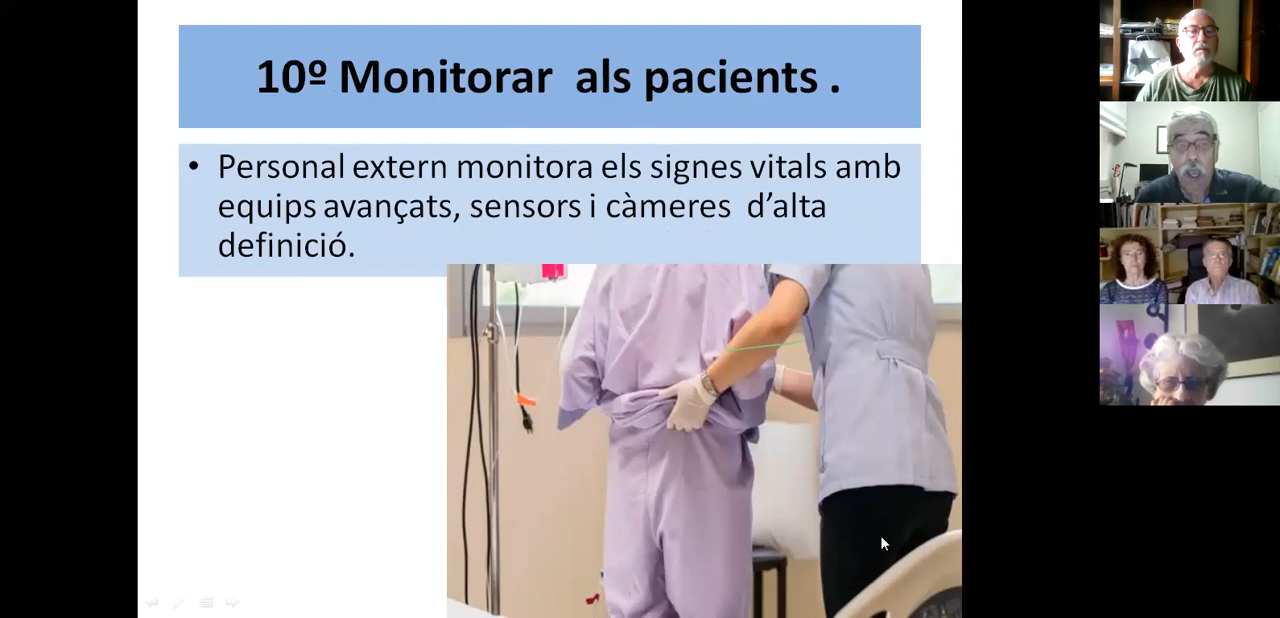 10º Monitorar als pacients .
• Personal extern monitora els signes vitals amb
equips avançats, sensors i càmeres d’alta
definició.